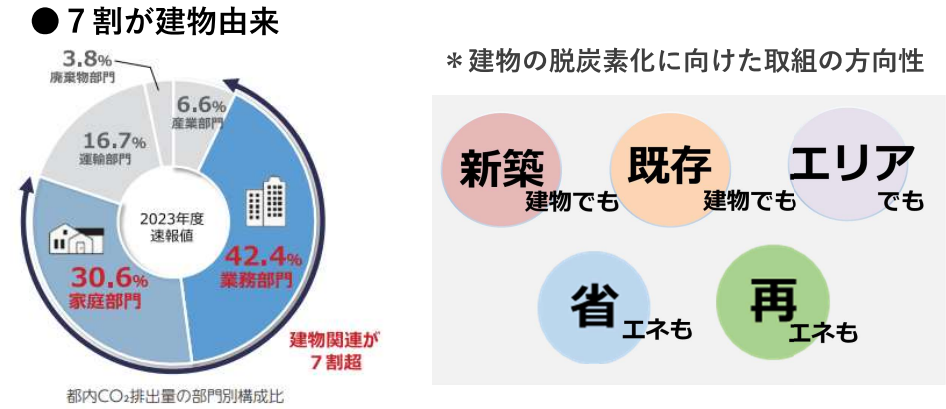 ●７割が建物由来
3.8%
廃棄物部門
6.6%
産業部門
16.7%
運輸部門
2023年度
速報値
42.4%
業務部門
30.6%
家庭部門
建物関連が
７割超
都内CO₂排出量の部門別構成比
＊建物の脱炭素化に向けた取組の方向性
新築
建物でも
既存
建物でも
エリア
でも
省
エネも
再
エネも